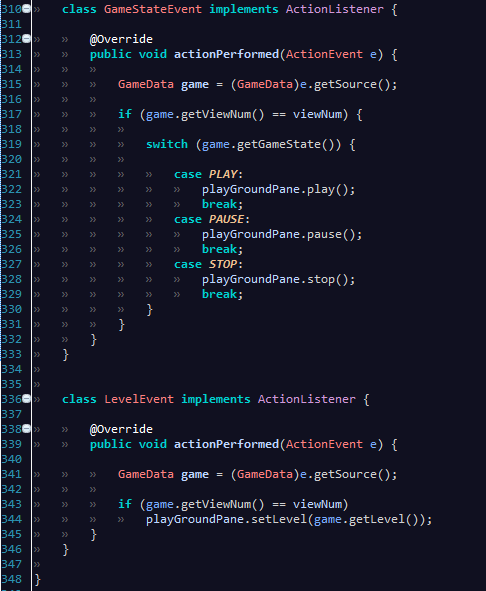 310 class GameStateEvent implements ActionListener {
311
312 @Override
313 public void actionPerformed(ActionEvent e) {
314
315 GameData game = (GameData)e.getSource();
316
317 if (game.getViewNum() == viewNum) {
318
319 switch (game.getGameState()) {
320
321 case PLAY:
322 playGroundPane.play();
323 break;
324 case PAUSE:
325 playGroundPane.pause();
326 break;
327 case STOP:
328 playGroundPane.stop();
329 break;
330 }
331 }
332 }
333 }
334
335
336 class LevelEvent implements ActionListener {
337
338 @Override
339 public void actionPerformed(ActionEvent e) {
340
341 GameData game = (GameData)e.getSource();
342
343 if (game.getViewNum() == viewNum)
344 playGroundPane.setLevel(game.getLevel());
345 }
346 }
347
348 }